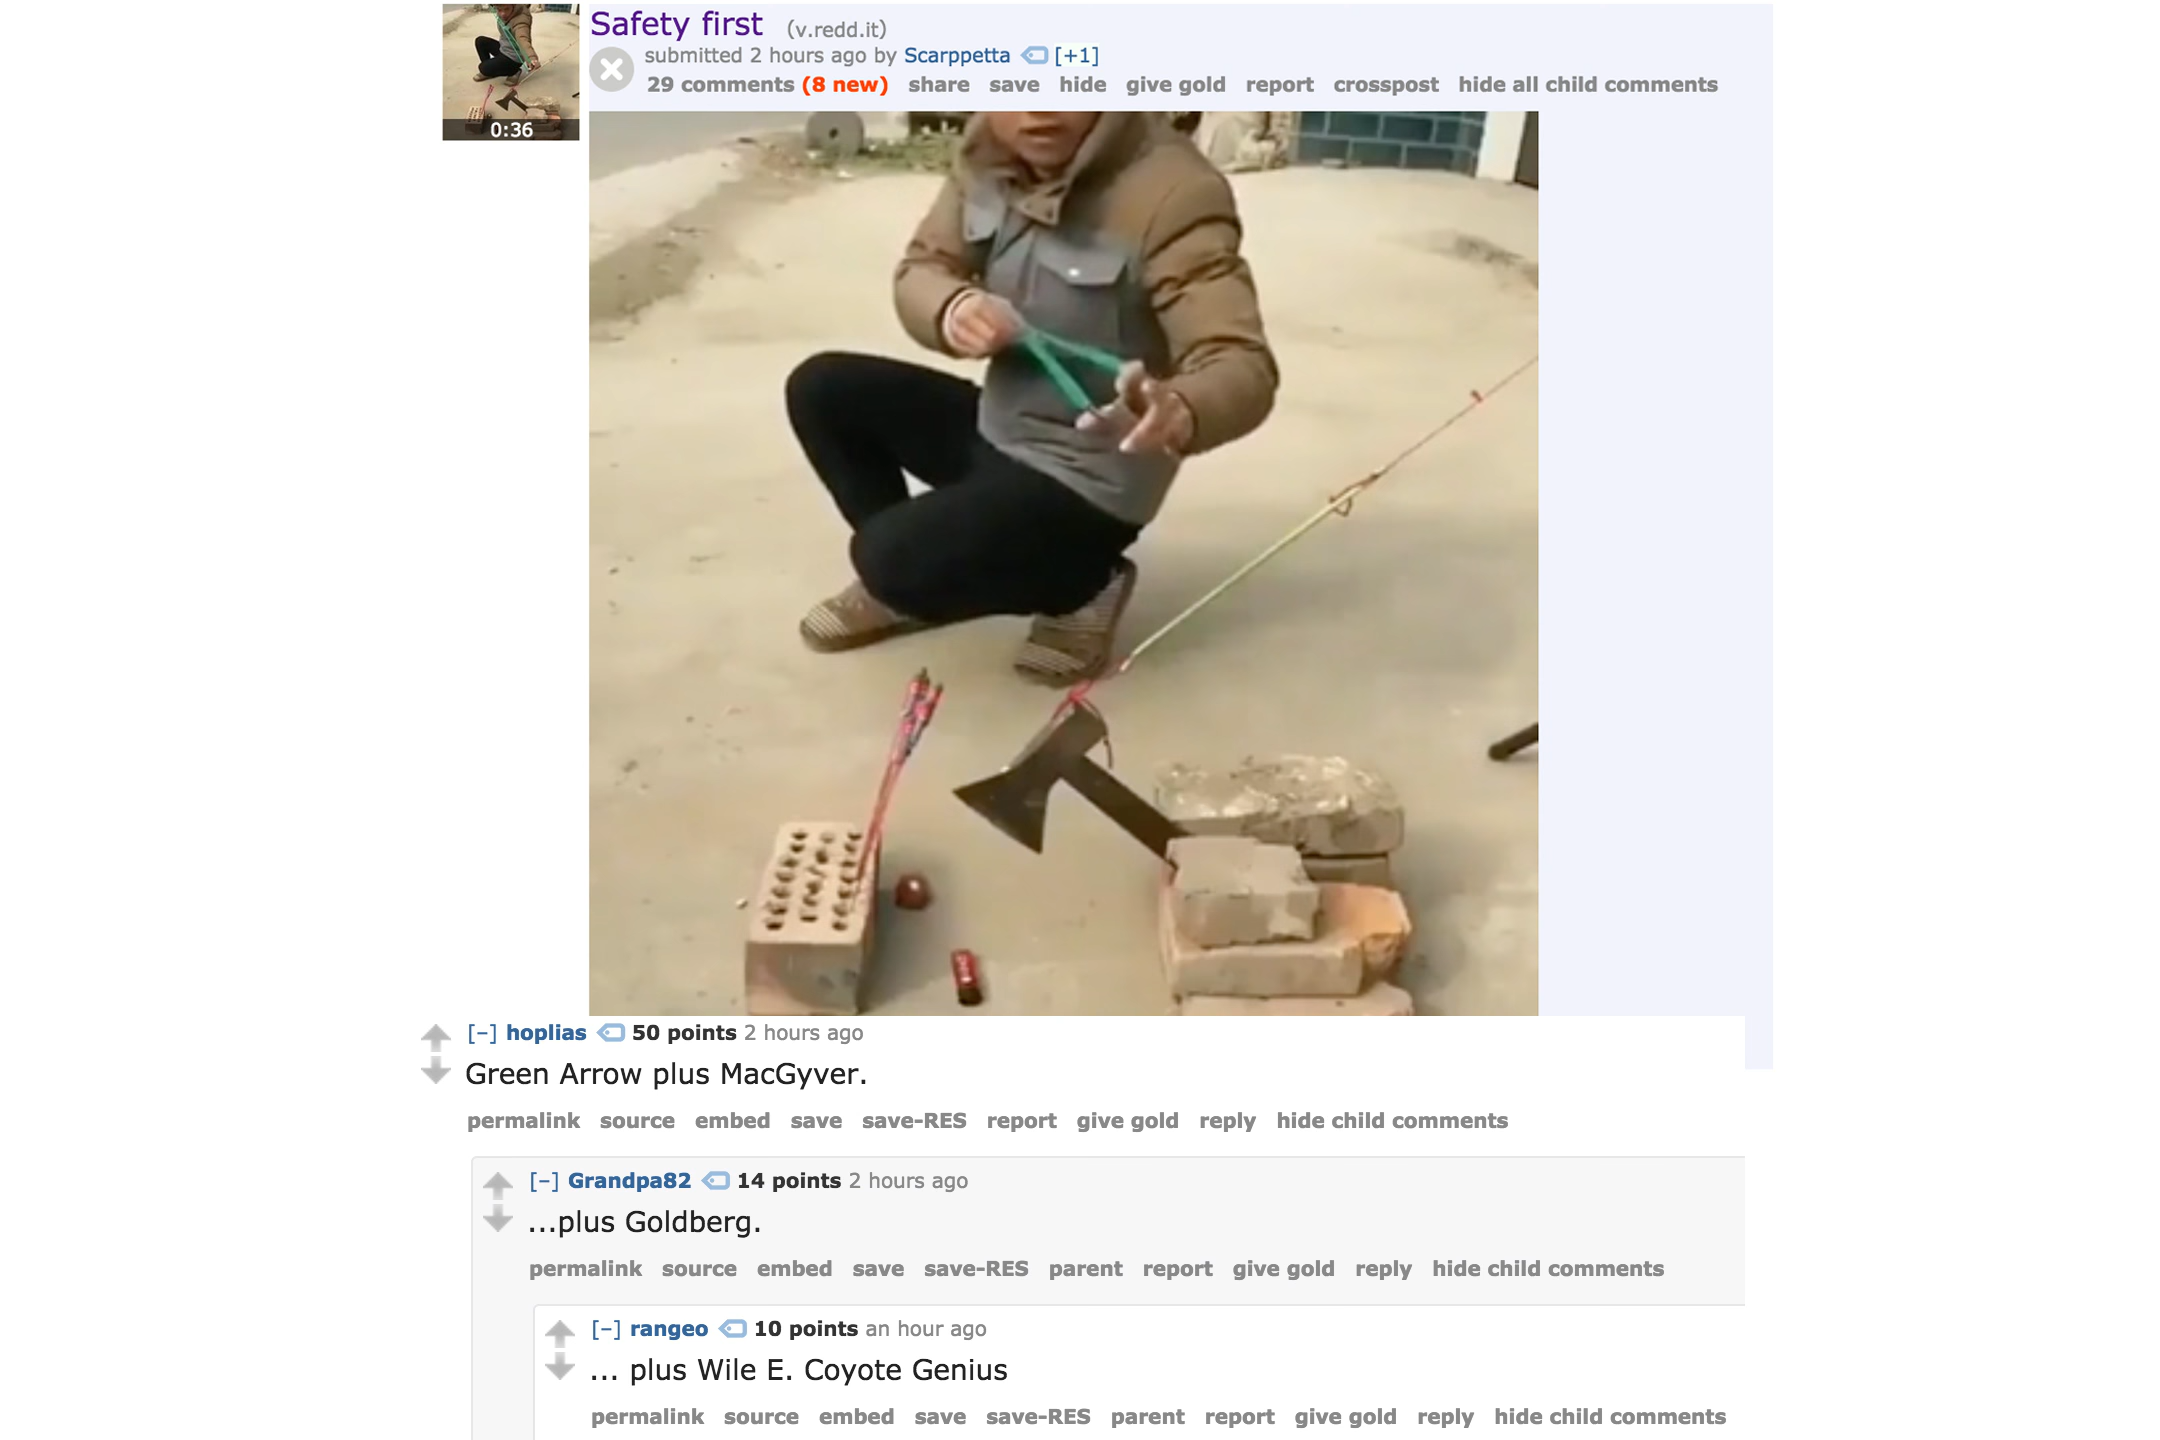 Safety first (v.redd.it)
submitted 2 hours ago by Scarppetta [+1]
29 comments (8 new) share save hide give gold report crosspost hide all child comments
0:36
[–] hoplias 50 points 2 hours ago
Green Arrow plus MacGyver.
permalink source embed save save-RES report give gold reply hide child comments
[–] Grandpa82 14 points 2 hours ago
...plus Goldberg.
permalink source embed save save-RES parent report give gold reply hide child comments
[–] rangeo 10 points an hour ago
... plus Wile E. Coyote Genius
permalink source embed save save-RES parent report give gold reply hide child comments